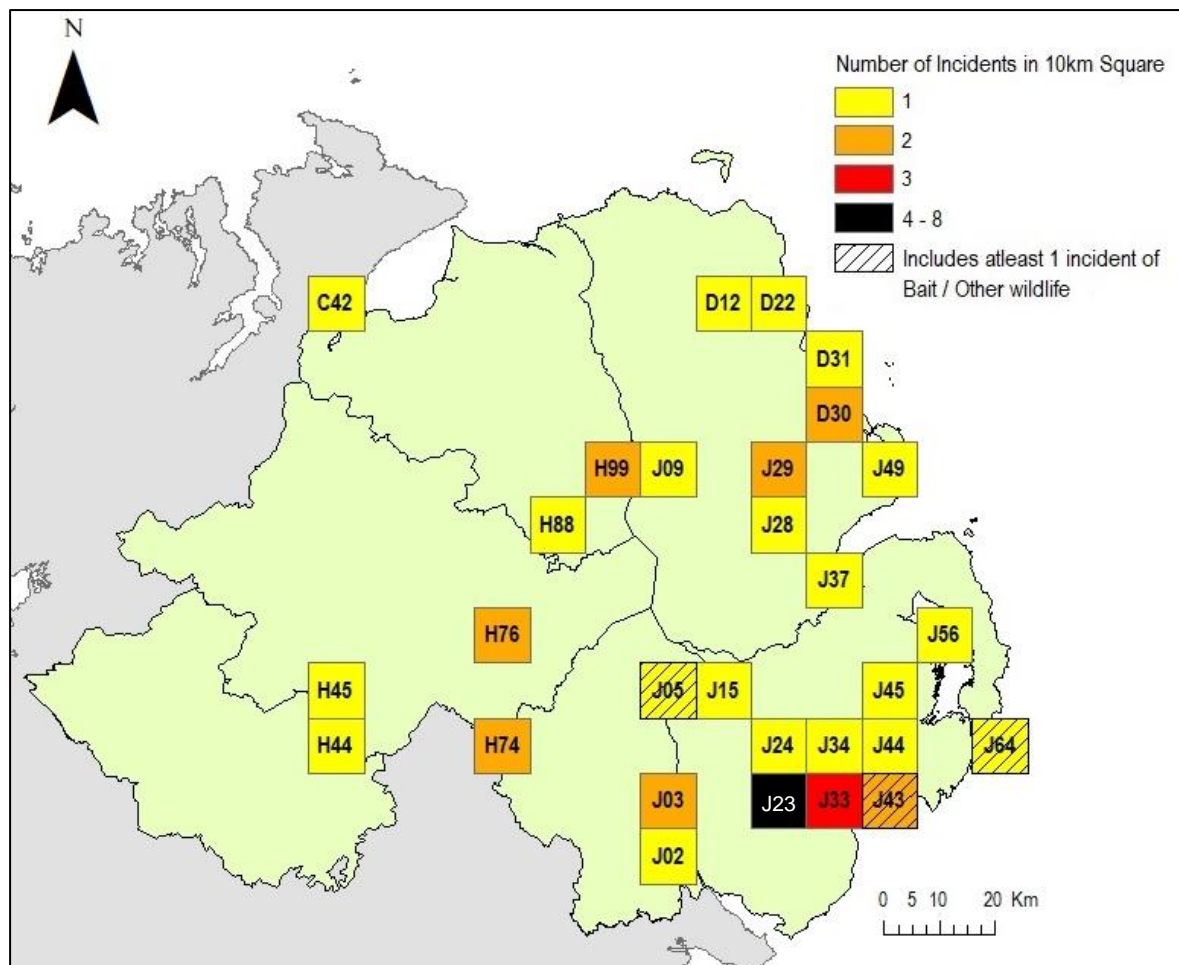 N
Number of Incidents in 10km Square
1
2
3
4 - 8
Includes atleast 1 incident of
Bait / Other wildlife
C42
D12
D22
D31
D30
H99
J09
J29
J49
H88
J28
J37
H76
J56
H45
J05
J15
J45
H44
H74
J24
J34
J44
J64
J03
J23
J33
J43
J02
0 5 10 20 Km